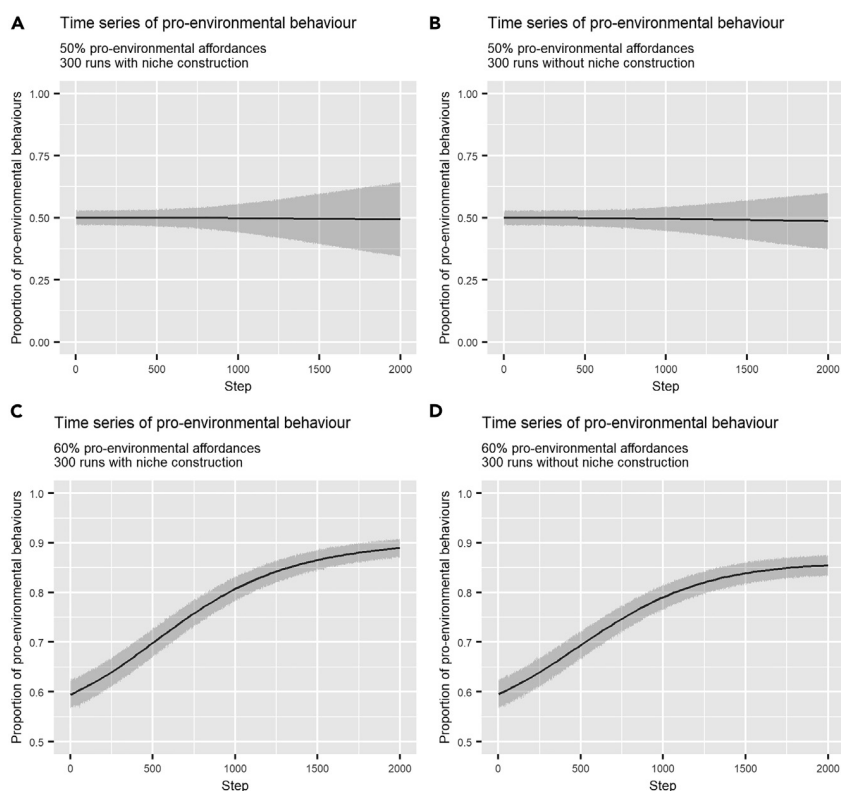 A
Time series of pro-environmental behaviour
50% pro-environmental affordances
300 runs with niche construction
Proportion of pro-environmental behaviours
1.00
0.75
0.50
0.25
0.00
0
500
1000
1500
2000
Step
B
Time series of pro-environmental behaviour
50% pro-environmental affordances
300 runs without niche construction
Proportion of pro-environmental behaviours
1.00
0.75
0.50
0.25
0.00
0
500
1000
1500
2000
Step
C
Time series of pro-environmental behaviour
60% pro-environmental affordances
300 runs with niche construction
Proportion of pro-environmental behaviours
1.0
0.9
0.8
0.7
0.6
0.5
0
500
1000
1500
2000
Step
D
Time series of pro-environmental behaviour
60% pro-environmental affordances
300 runs without niche construction
Proportion of pro-environmental behaviours
1.0
0.9
0.8
0.7
0.6
0.5
0
500
1000
1500
2000
Step